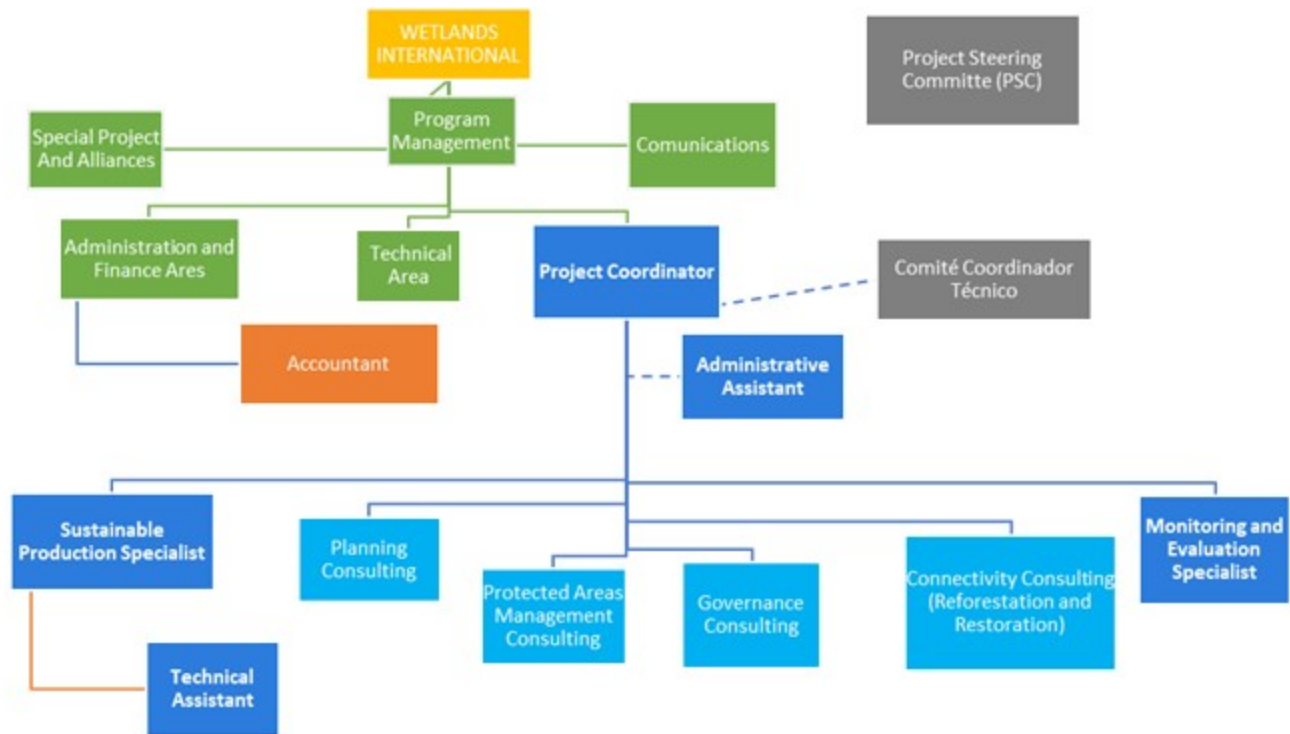 WETLANDS
INTERNATIONAL
Project Steering
Committe (PSC)
Program
Management
Special Project
And Alliances
Comunications
Administration and
Finance Ares
Technical
Area
Project Coordinator
Comité Coordinador
Técnico
Accountant
Administrative
Assistant
Sustainable
Production Specialist
Planning
Consulting
Protected Areas
Management
Consulting
Governance
Consulting
Connectivity Consulting
(Reforestation and
Restoration)
Monitoring and
Evaluation
Specialist
Technical
Assistant